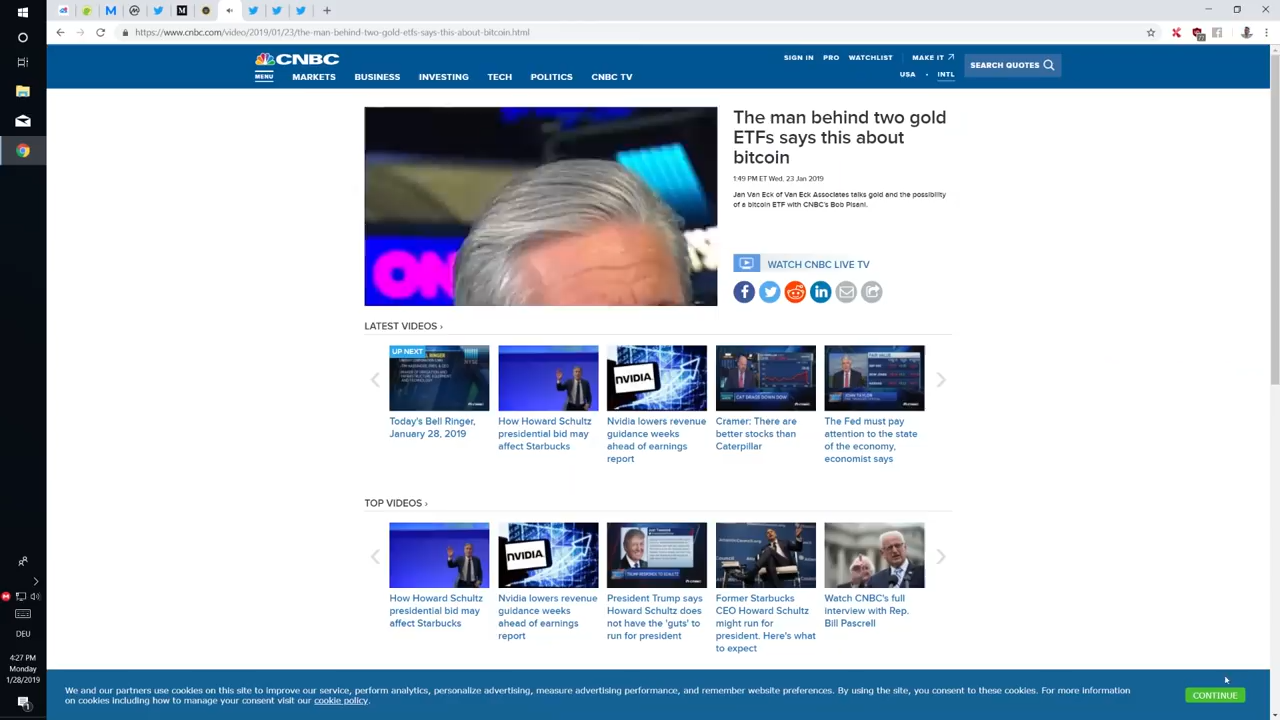 https://www.cnbc.com/video/2019/01/23/the-man-behind-two-gold-etfs-says-this-about-bitcoin.html
CNBC
SIGN IN PRO WATCHLIST MAKE IT
USA • INTL
SEARCH QUOTES
MENU MARKETS BUSINESS INVESTING TECH POLITICS CNBC TV
The man behind two gold
ETFs says this about
bitcoin
1:49 PM ET Wed, 23 Jan 2019
Jan Van Eck of Van Eck Associates talks gold and the possibility
of a bitcoin ETF with CNBC's Bob Pisani.
WATCH CNBC LIVE TV
LATEST VIDEOS ›
UP NEXT
NVIDIA
CAT DRAGS DOWN DOW
Today's Bell Ringer,
January 28, 2019
How Howard Schultz
presidential bid may
affect Starbucks
Nvidia lowers revenue
guidance weeks
ahead of earnings
report
Cramer: There are
better stocks than
Caterpillar
The Fed must pay
attention to the state
of the economy,
economist says
TOP VIDEOS ›
NVIDIA
TRUMP RESPONDS TO SCHULTZ
How Howard Schultz
presidential bid may
affect Starbucks
Nvidia lowers revenue
guidance weeks
ahead of earnings
report
President Trump says
Howard Schultz does
not have the 'guts' to
run for president
Former Starbucks
CEO Howard Schultz
might run for
president. Here's what
to expect
Watch CNBC's full
interview with Rep.
Bill Pascrell
DEU
4:27 PM
Monday
1/28/2019
We and our partners use cookies on this site to improve our service, perform analytics, personalize advertising, measure advertising performance, and remember website preferences. By using the site, you consent to these cookies. For more information
on cookies including how to manage your consent visit our cookie policy.
CONTINUE